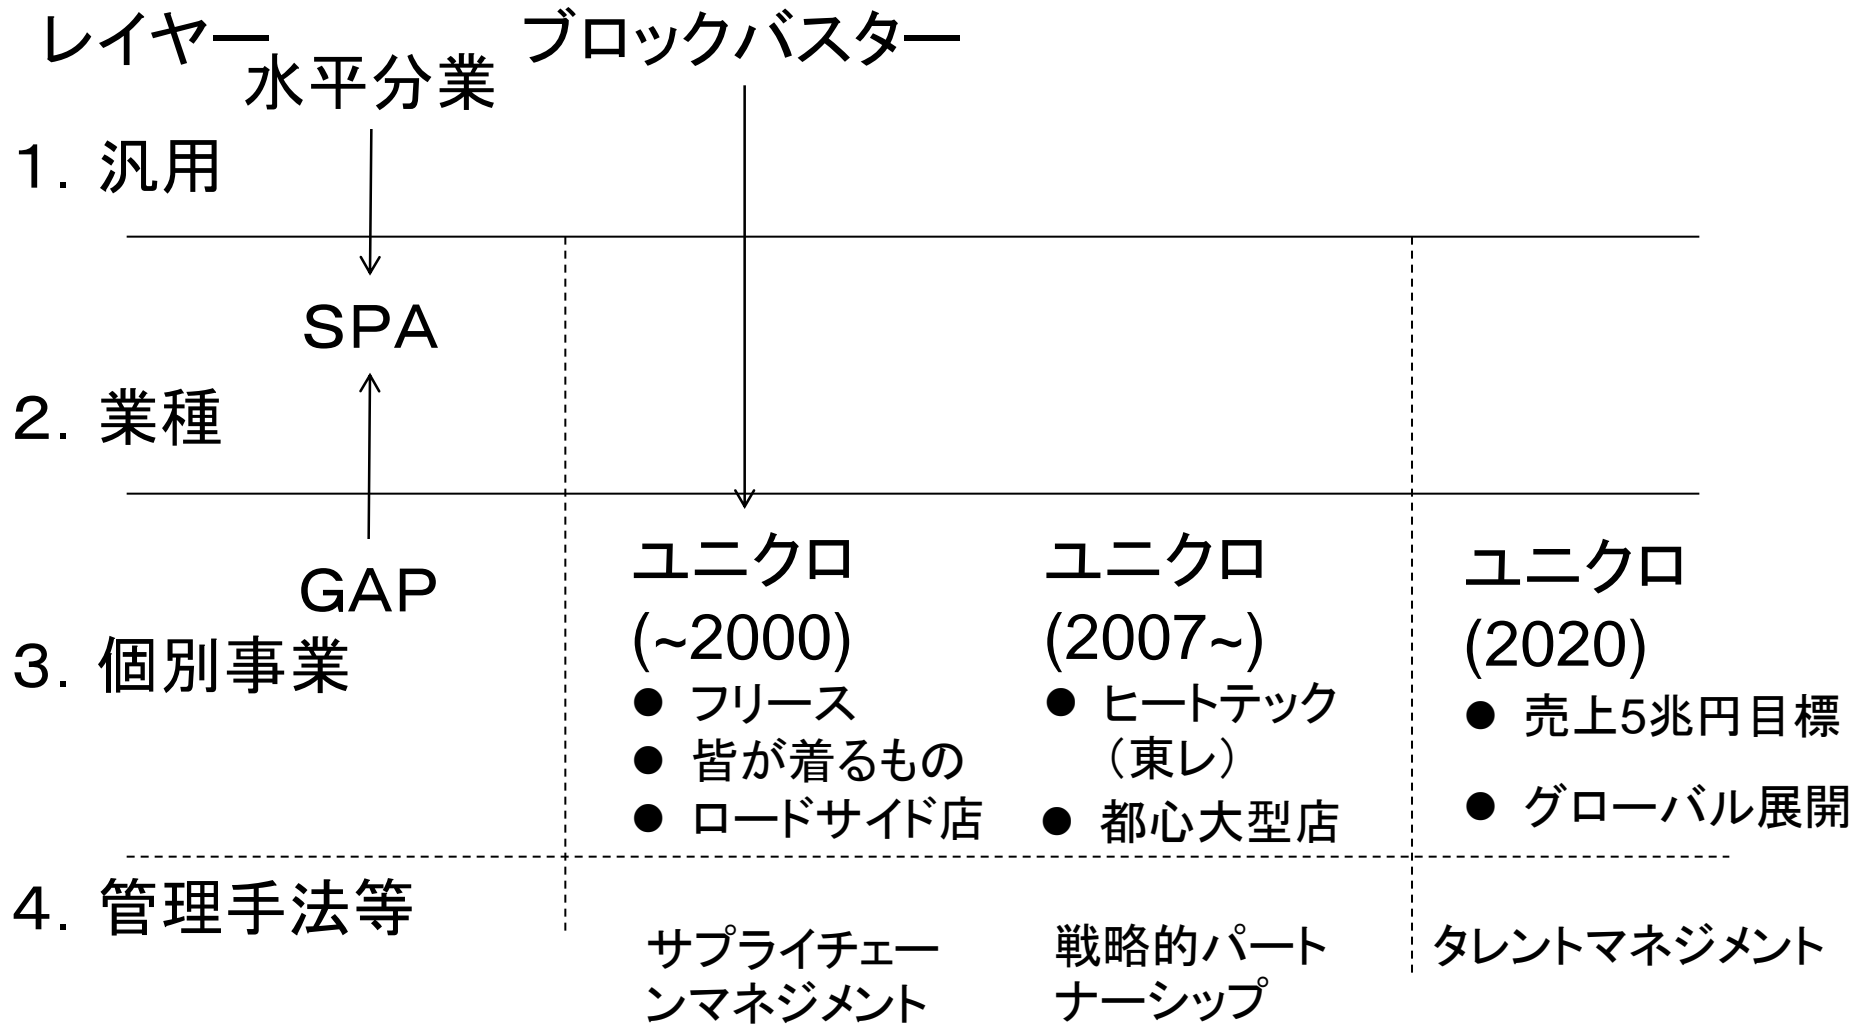 レイヤー
水平分業
ブロックバスター
１．汎用
ＳＰＡ
２．業種
ＧＡＰ
３．個別事業
ユニクロ
(~2000)
● フリース
● 皆が着るもの
● ロードサイド店
ユニクロ
(2007~)
● ヒートテック
（東レ）
● 都心大型店
ユニクロ
(2020)
● 売上5兆円目標
● グローバル展開
４．管理手法等
サプライチェー
ンマネジメント
戦略的パート
ナーシップ
タレントマネジメント